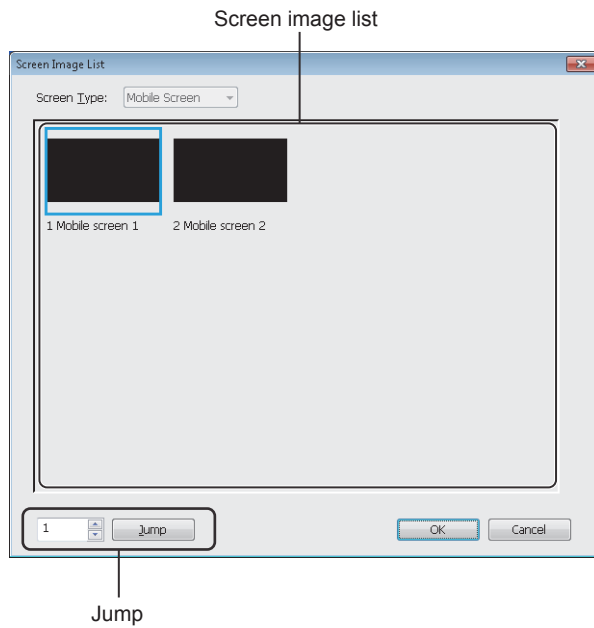 Screen image list
Screen Image List
Screen Type: Mobile Screen
1 Mobile screen 1 2 Mobile screen 2
1 Jump OK Cancel
Jump